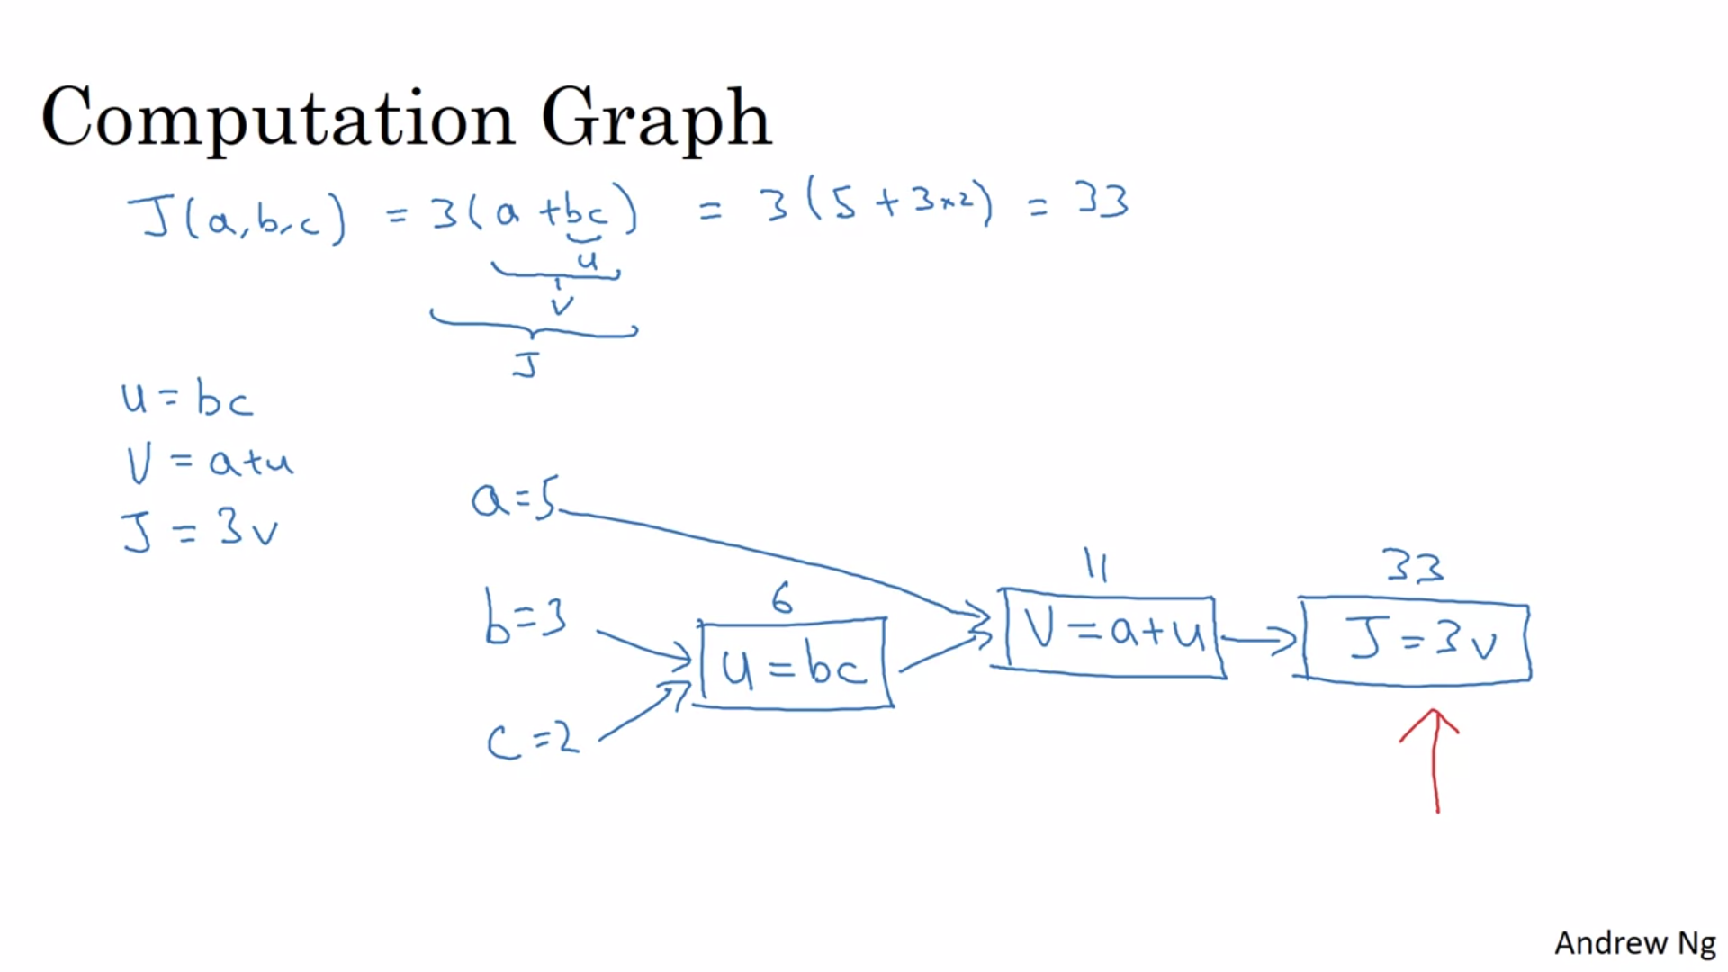 Computation Graph
J(a,b,c) = 3(a+bc) = 3(5+3×2) = 33
u
v
J
u = bc
v = a+u
J = 3v
a=5
11
33
b=3
6
v=a+u
J=3v
u=bc
c=2
Andrew Ng